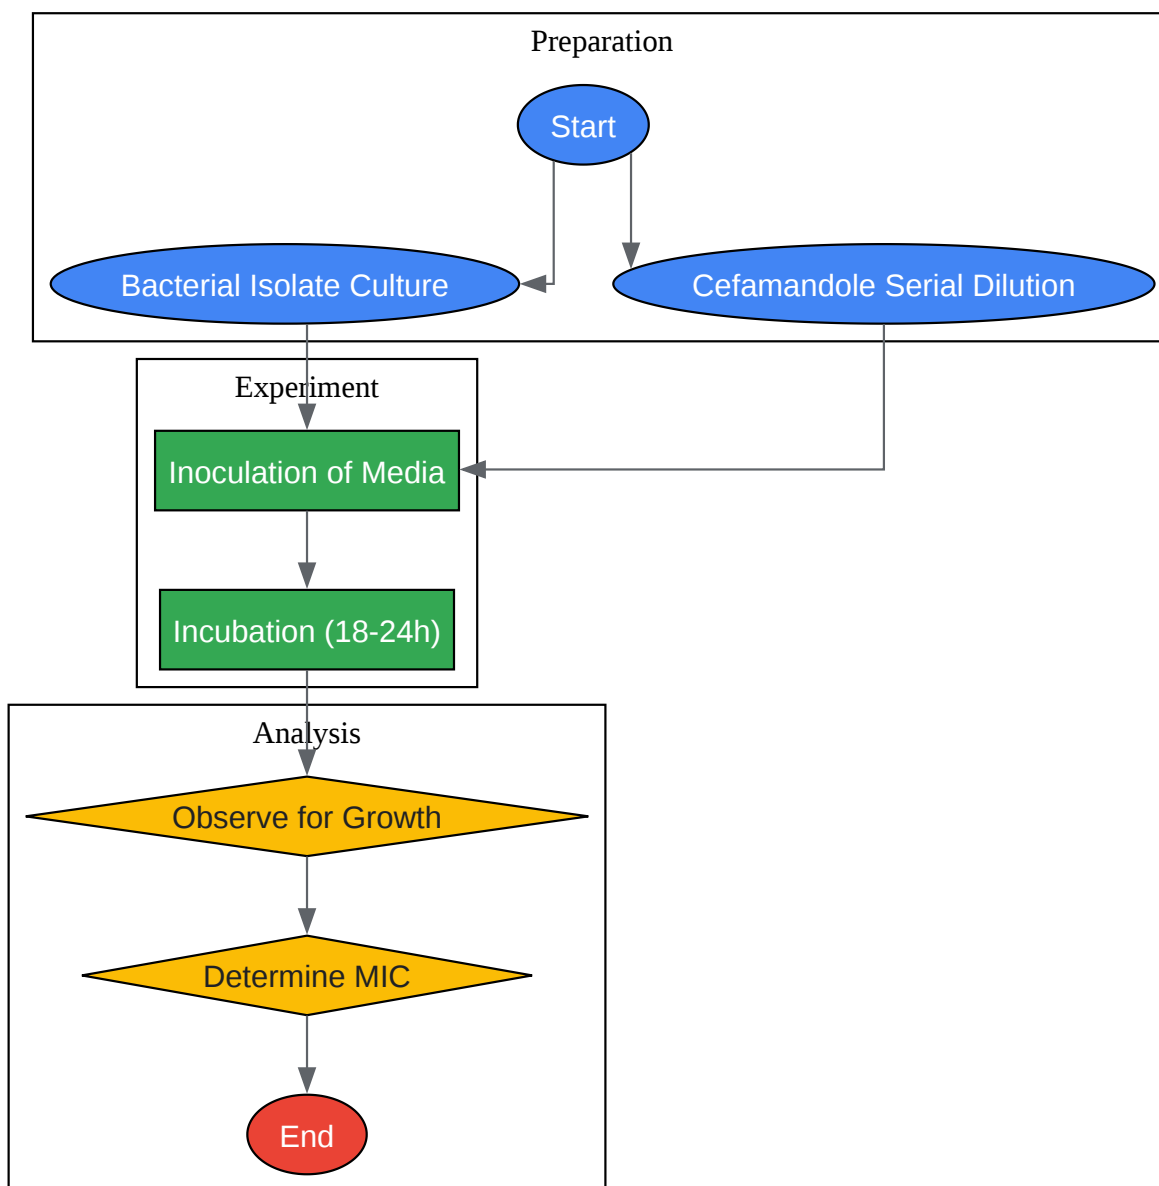 Preparation
Start
Bacterial Isolate Culture
Cefamandole Serial Dilution
Experiment
Inoculation of Media
Incubation (18-24h)
Analysis
Observe for Growth
Determine MIC
End